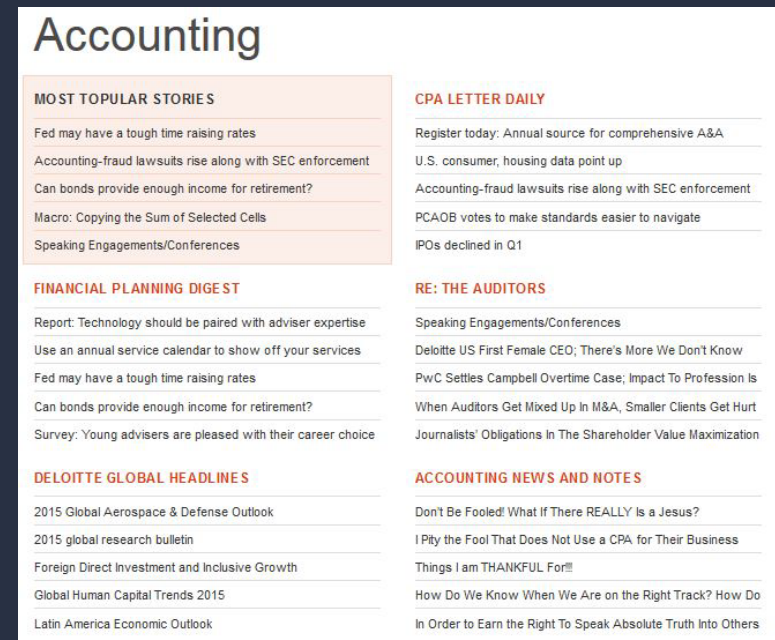 Accounting
MOST TOPULAR STORIES
Fed may have a tough time raising rates
Accounting-fraud lawsuits rise along with SEC enforcement
Can bonds provide enough income for retirement?
Macro: Copying the Sum of Selected Cells
Speaking Engagements/Conferences
CPA LETTER DAILY
Register today: Annual source for comprehensive A&A
U.S. consumer, housing data point up
Accounting-fraud lawsuits rise along with SEC enforcement
PCAOB votes to make standards easier to navigate
IPOs declined in Q1
FINANCIAL PLANNING DIGEST
Report: Technology should be paired with adviser expertise
Use an annual service calendar to show off your services
Fed may have a tough time raising rates
Can bonds provide enough income for retirement?
Survey: Young advisers are pleased with their career choice
RE: THE AUDITORS
Speaking Engagements/Conferences
Deloitte US First Female CEO; There's More We Don't Know
PwC Settles Campbell Overtime Case; Impact To Profession Is
When Auditors Get Mixed Up In M&A, Smaller Clients Get Hurt
Journalists' Obligations In The Shareholder Value Maximization
DELOITTE GLOBAL HEADLINES
2015 Global Aerospace & Defense Outlook
2015 global research bulletin
Foreign Direct Investment and Inclusive Growth
Global Human Capital Trends 2015
Latin America Economic Outlook
ACCOUNTING NEWS AND NOTES
Don't Be Fooled! What If There REALLY Is a Jesus?
I Pity the Fool That Does Not Use a CPA for Their Business
Things I am THANKFUL For!!!
How Do We Know When We Are on the Right Track? How Do
In Order to Earn the Right To Speak Absolute Truth Into Others